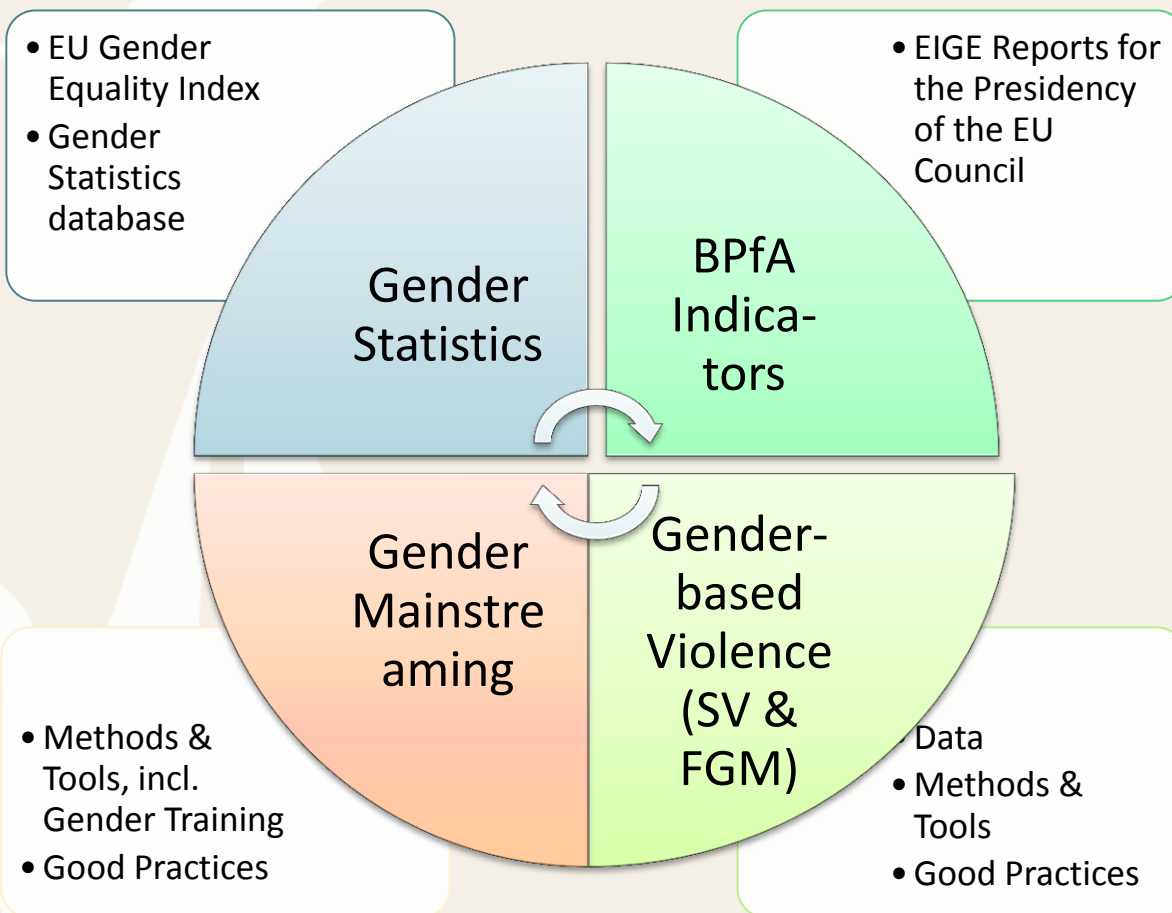 • EU Gender
Equality Index
• Gender
Statistics
database
• EIGE Reports for
the Presidency
of the EU
Council
Gender
Statistics
BPfA
Indica-
tors
Gender
Mainstre
aming
Gender-
based
Violence
(SV &
FGM)
• Methods &
Tools, incl.
Gender Training
• Good Practices
• Data
• Methods &
Tools
• Good Practices